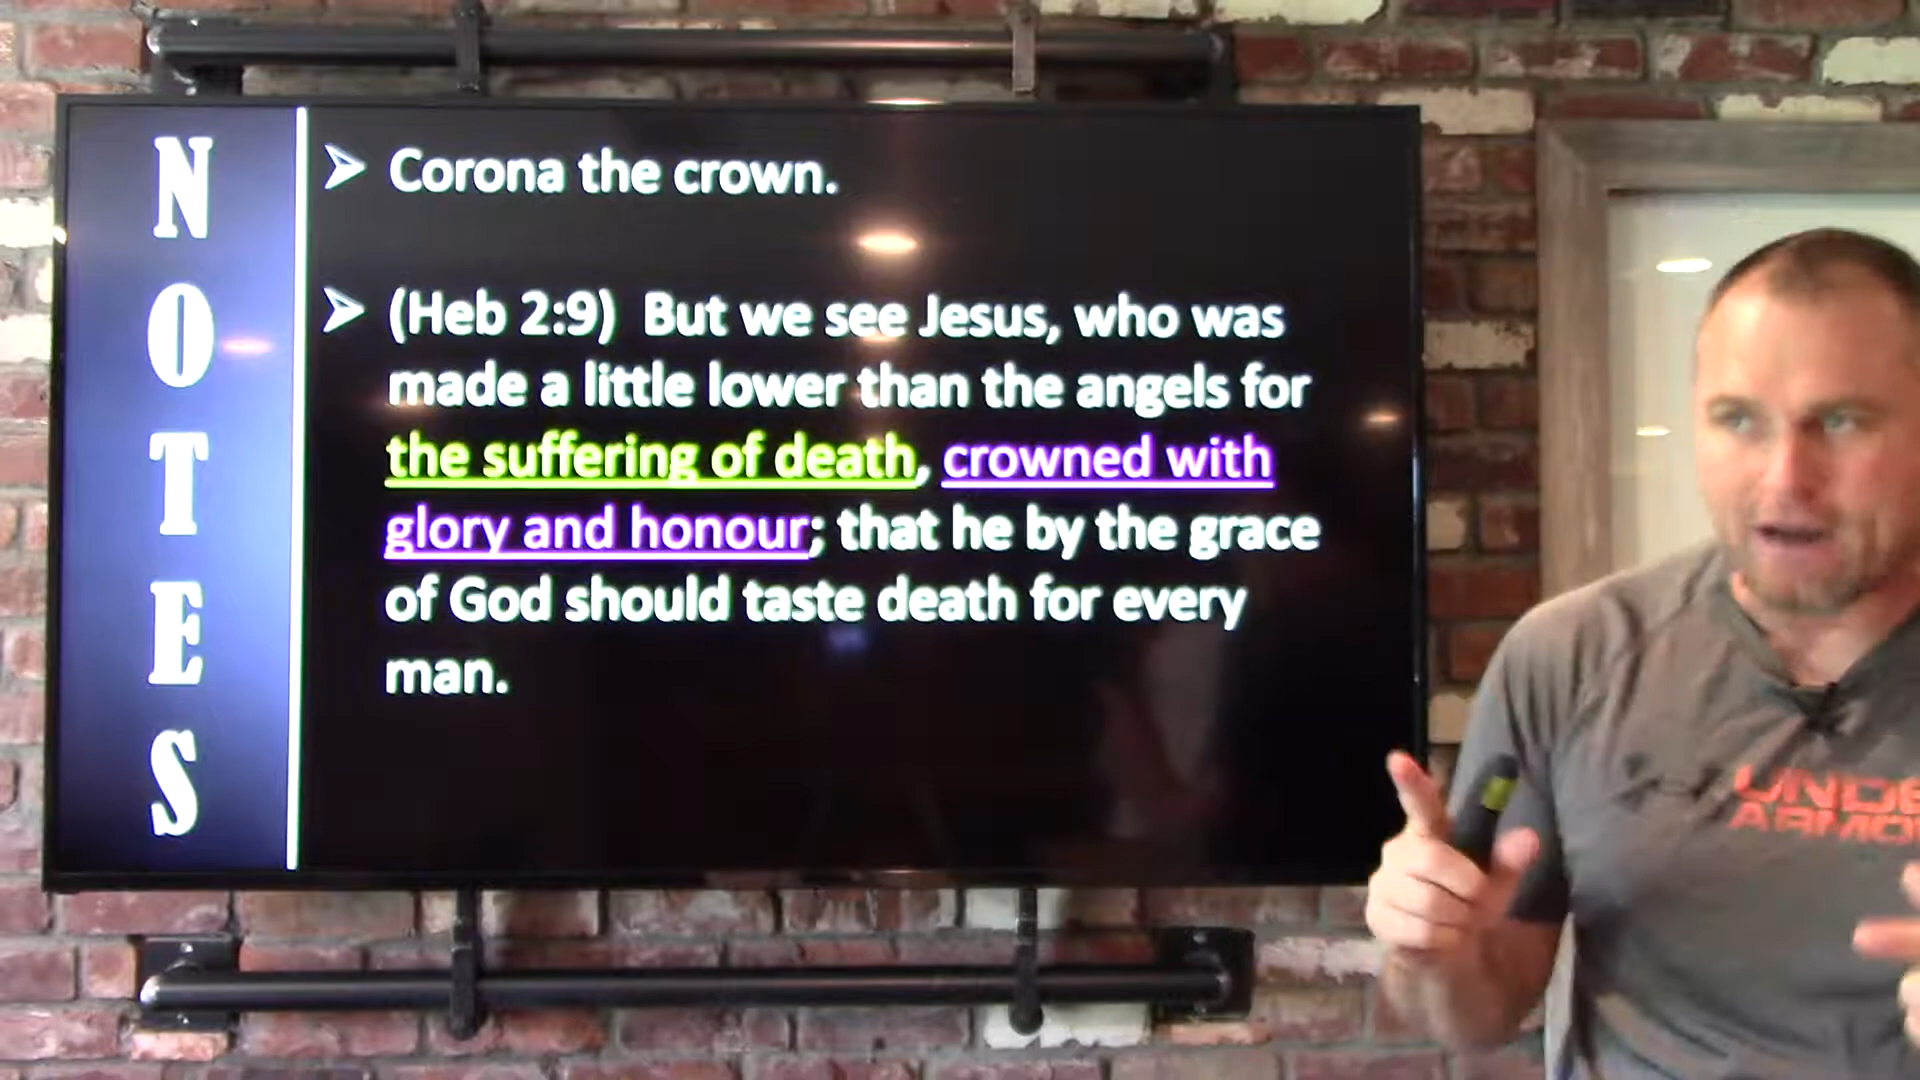 NOTES
Corona the crown.
(Heb 2:9) But we see Jesus, who was
made a little lower than the angels for
the suffering of death, crowned with
glory and honour; that he by the grace
of God should taste death for every
man.